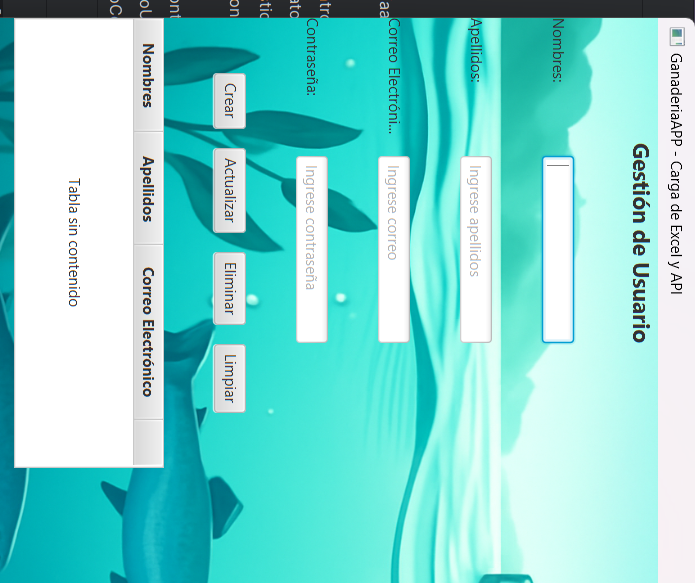 GanaderiaAPP - Carga de Excel y API
Gestión de Usuario
Nombres:
Apellidos:
Ingrese apellidos
Correo Electróni...
Ingrese correo
Contraseña:
Ingrese contraseña
Crear Actualizar Eliminar Limpiar
Nombres Apellidos Correo Electrónico
Tabla sin contenido